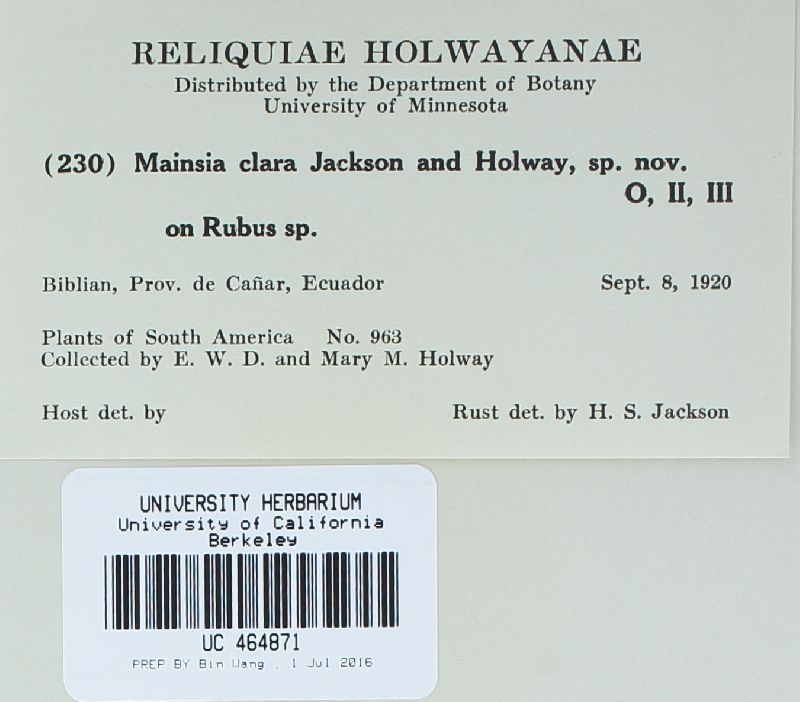 RELIQUIAE HOLWAYANAE
Distributed by the Department of Botany
University of Minnesota
(230) Mainsia clara Jackson and Holway, sp. nov.
O, II, III
on Rubus sp.
Biblian, Prov. de Cañar, Ecuador Sept. 8, 1920
Plants of South America No. 963
Collected by E. W. D. and Mary M. Holway
Host det. by Rust det. by H. S. Jackson
UNIVERSITY HERBARIUM
University of California
Berkeley
UC 464871
PREP BY Bin Wang , 1 Jul 2016